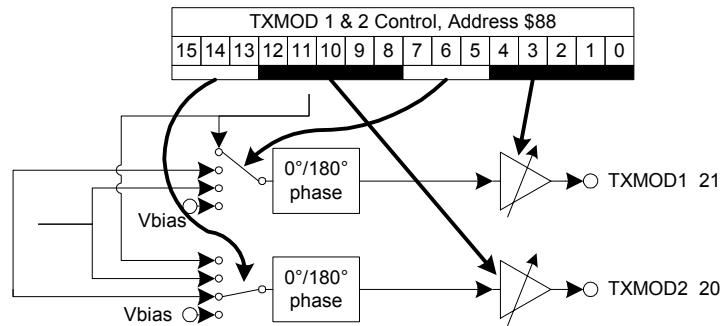 TXMOD 1 & 2 Control, Address $88
15 14 13 12 11 10 9 8 7 6 5 4 3 2 1 0
0°/180°
phase
TXMOD1 21
Vbias
0°/180°
phase
TXMOD2 20
Vbias